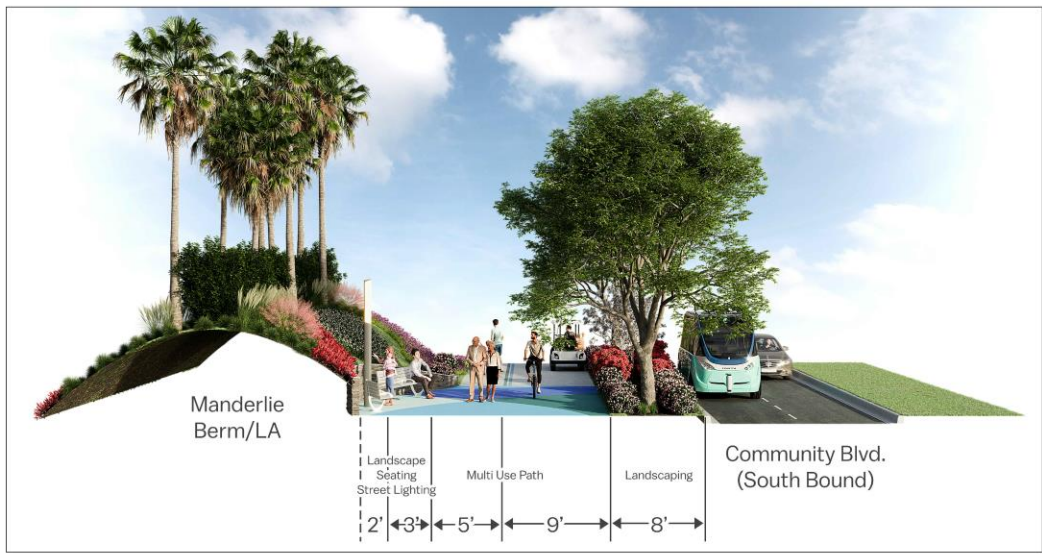 Manderlie
Berm/LA
Landscape
Seating
Street Lighting
Multi Use Path
Landscaping
Community Blvd.
(South Bound)
2'
3'
5'
9'
8'